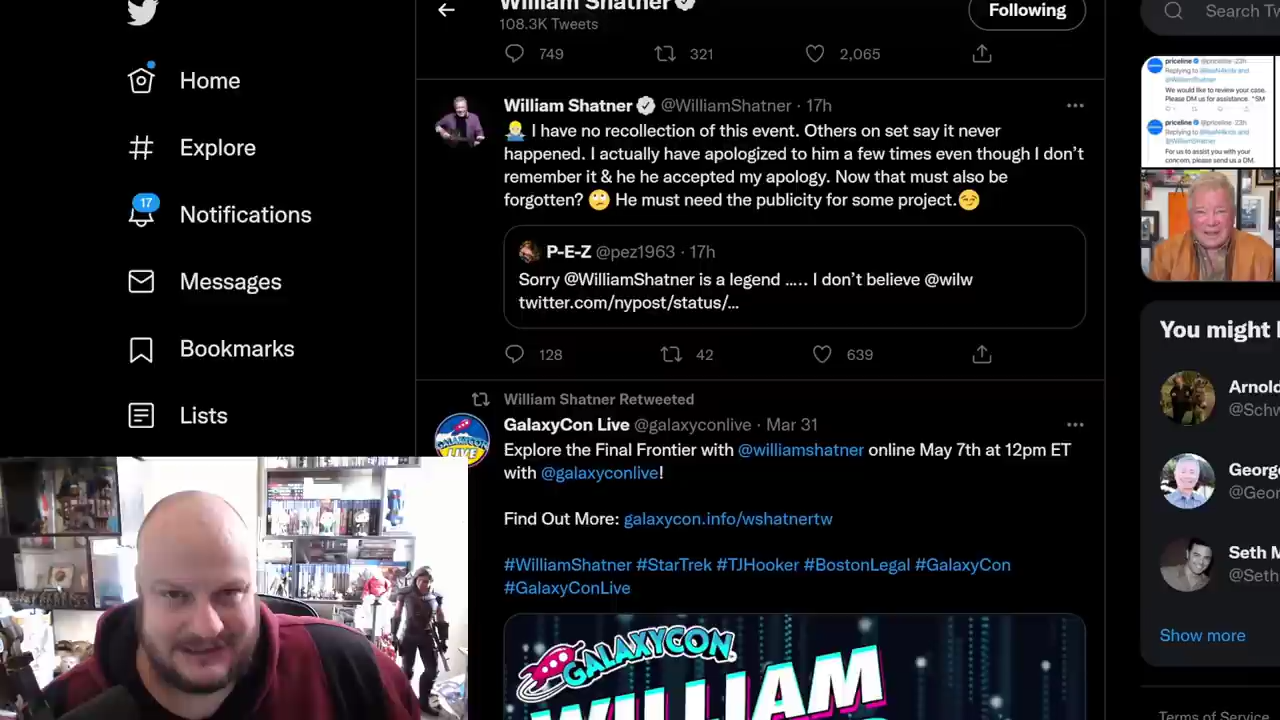 William Shatner
108.3K Tweets
Following
Search Tw
749
321
2,065
Home
Explore
17
Notifications
Messages
Bookmarks
Lists
William Shatner @WilliamShatner · 17h
I have no recollection of this event. Others on set say it never
happened. I actually have apologized to him a few times even though I don't
remember it & he he accepted my apology. Now that must also be
forgotten? 🙄 He must need the publicity for some project.😏
P-E-Z @pez1963 · 17h
Sorry @WilliamShatner is a legend ….. I don't believe @wilw
twitter.com/nypost/status/…
128
42
639
William Shatner Retweeted
GalaxyCon Live @galaxyconlive · Mar 31
Explore the Final Frontier with @williamshatner online May 7th at 12pm ET
with @galaxyconlive!
Find Out More: galaxycon.info/wshatnertw
#WilliamShatner #StarTrek #TJHooker #BostonLegal #GalaxyCon
#GalaxyConLive
GALAXYCON
WILLIAM
GALAXYCON
LIVE
priceline @priceline · 23h
Replying to
We would like to review your case.
Please DM us for assistance. ^SM
priceline @priceline · 23h
Replying to
@WilliamShatner
For us to assist you with your
concern, please send us a DM.
You might l
Arnold
@Schw
Georg
@Geor
Seth M
@Seth
Show more
Terms of Service